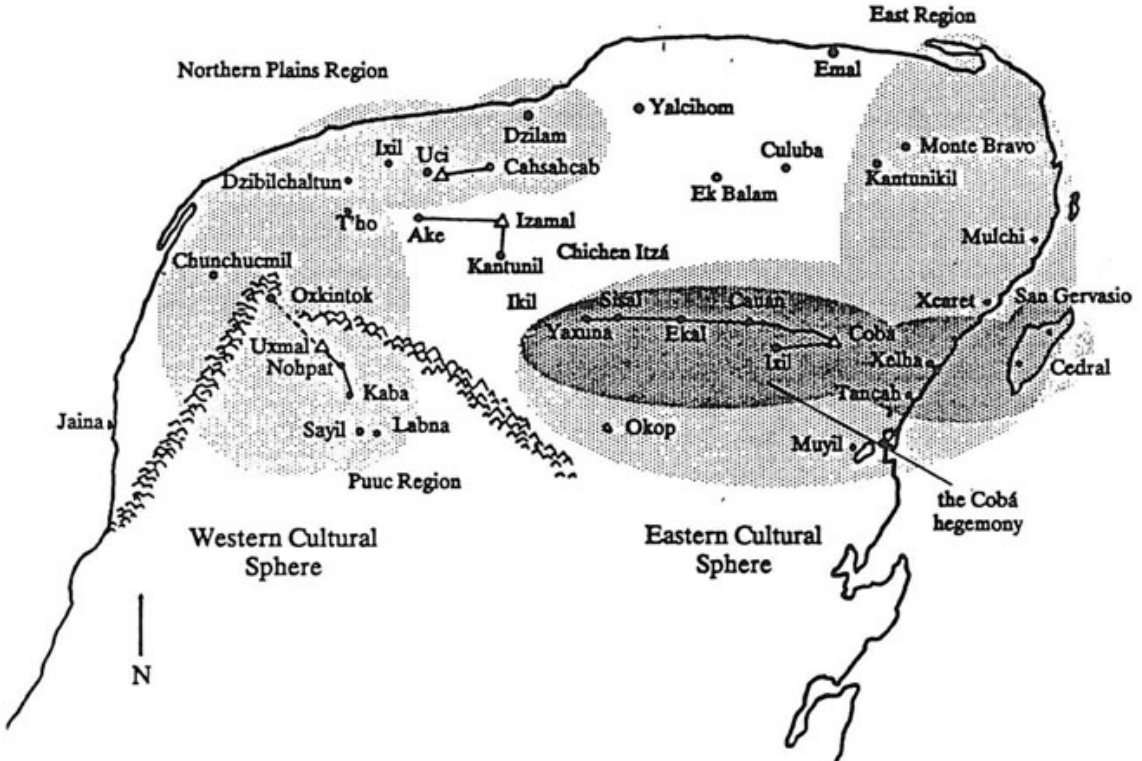 East Region
Northern Plains Region
Emal
Yalcihom
Dzilam
Ixil
Uci
Cahsahcab
Culuba
Monte Bravo
Kantunikil
Dzibilchaltun
Ek Balam
T'ho
Ake
Izamal
Mulchi
Kantunil
Chichen Itzá
Chunchucmil
Oxkintok
Ikil
Xcaret
San Gervasio
Yaxuna
Ekal
Cauan
Coba
Uxmal
Nohpat
Ixil
Xelha
Cedral
Kaba
Tancah
Jaina
Sayil
Labna
Okop
Muyil
Puuc Region
the Cobá
hegemony
Western Cultural
Sphere
Eastern Cultural
Sphere
N